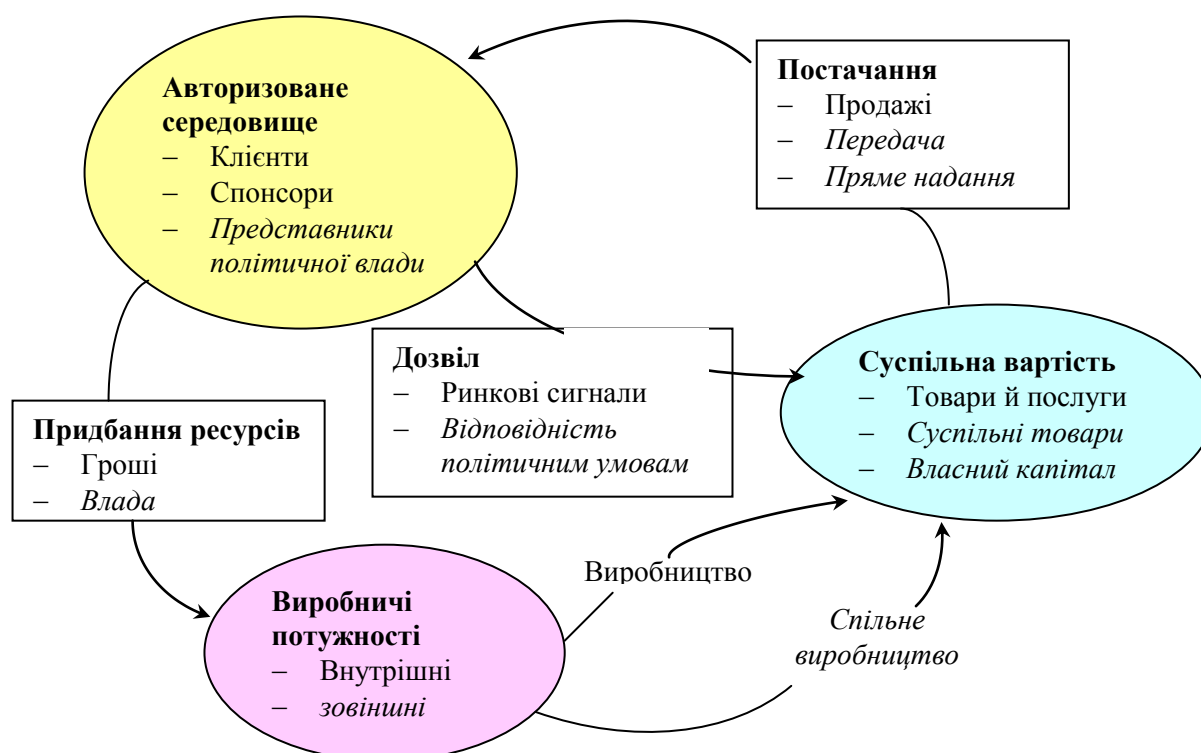 Авторизоване
середовище
– Клієнти
– Спонсори
– Представники
політичної влади
Постачання
– Продажі
– Передача
– Пряме надання
Дозвіл
– Ринкові сигнали
– Відповідність
політичним умовам
Суспільна вартість
– Товари й послуги
– Суспільні товари
– Власний капітал
Придбання ресурсів
– Гроші
– Влада
Виробництво
Виробничі
потужності
– Внутрішні
– зовіншні
Спільне
виробництво